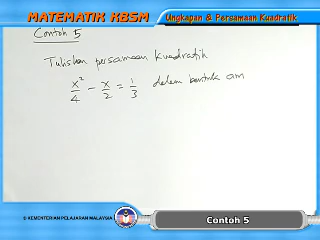 MATEMATIK KBSM
Ungkapan & Persamaan Kuadratik
Contoh 5
Tuliskan persamaan kuadratik
x²/4 - x/2 = 1/3 dalam bentuk am
© KEMENTERIAN PELAJARAN MALAYSIA
Contoh 5